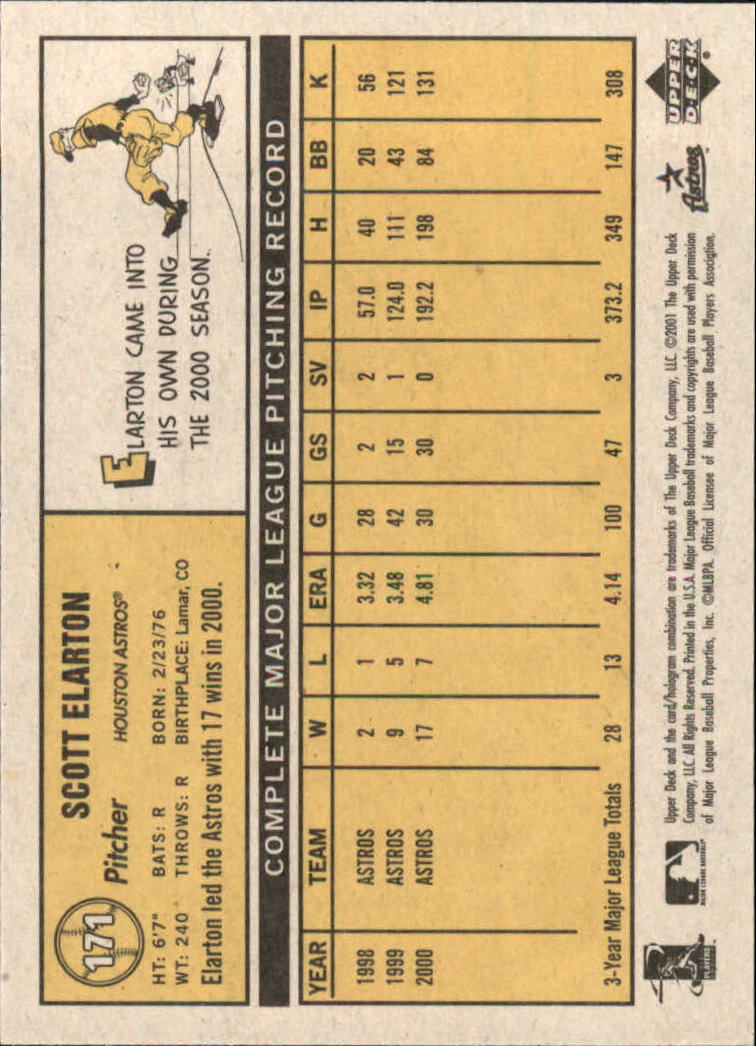 171
SCOTT ELARTON
Pitcher HOUSTON ASTROS®
HT: 6'7" BATS: R BORN: 2/23/76
WT: 240 THROWS: R BIRTHPLACE: Lamar, CO
Elarton led the Astros with 17 wins in 2000.
ELARTON CAME INTO
HIS OWN DURING
THE 2000 SEASON.
COMPLETE MAJOR LEAGUE PITCHING RECORD
YEAR TEAM W L ERA G GS SV IP H BB K
1998 ASTROS 2 1 3.32 28 2 2 57.0 40 20 56
1999 ASTROS 9 5 3.48 42 15 1 124.0 111 43 121
2000 ASTROS 17 7 4.81 30 30 0 192.2 198 84 131
3-Year Major League Totals 28 13 4.14 100 47 3 373.2 349 147 308
PLAYERS
MAJOR LEAGUE BASEBALL
Upper Deck and the card/hologram combination are trademarks of The Upper Deck Company, LLC. ©2001 The Upper Deck
Company, LLC. All Rights Reserved. Printed in the U.S.A. Major League Baseball trademarks and copyrights are used with permission
of Major League Baseball Properties, Inc. ©MLBPA. Official Licensee of Major League Baseball Players Association.
Astros
UPPER
DECK